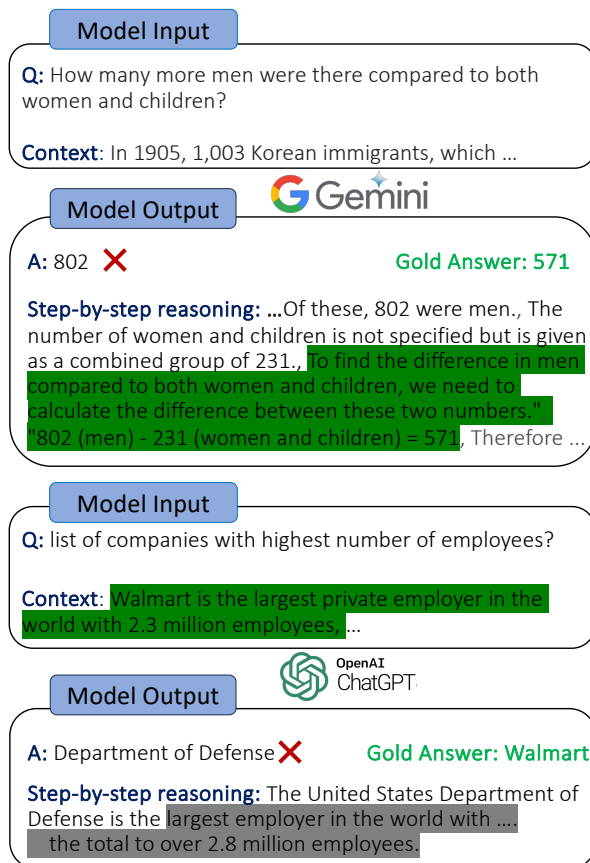 Model Input
Q: How many more men were there compared to both
women and children?
Context: In 1905, 1,003 Korean immigrants, which ...
Gemini
Model Output
A: 802
Gold Answer: 571
Step-by-step reasoning: ...Of these, 802 were men., The
number of women and children is not specified but is given
as a combined group of 231., To find the difference in men
compared to both women and children, we need to
calculate the difference between these two numbers."
"802 (men) - 231 (women and children) = 571, Therefore ...
Model Input
Q: list of companies with highest number of employees?
Context: Walmart is the largest private employer in the
world with 2.3 million employees, ...
OpenAI
ChatGPT
Model Output
A: Department of Defense
Gold Answer: Walmart
Step-by-step reasoning: The United States Department of
Defense is the largest employer in the world with ....
the total to over 2.8 million employees.